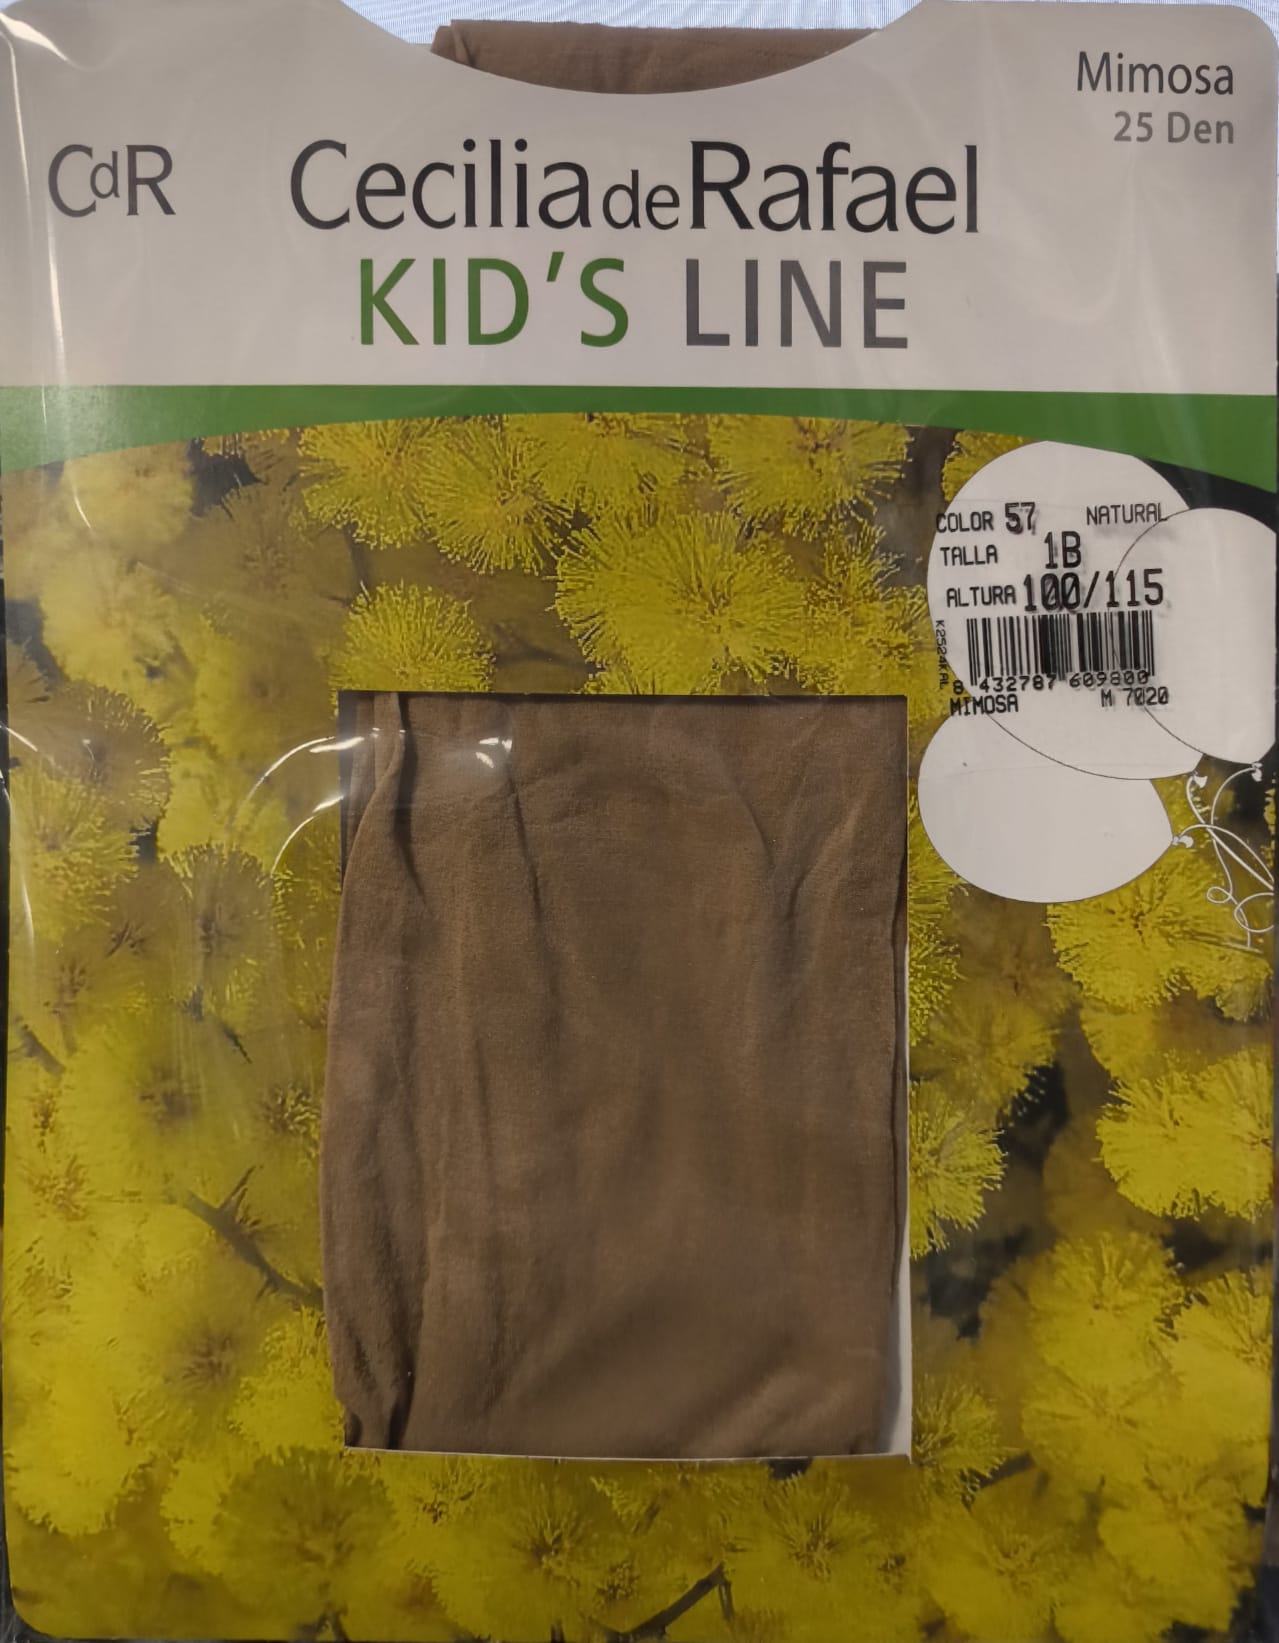 Mimosa
25 Den
CdR
Cecilia de Rafael
KID'S LINE
COLOR 57 NATURAL
TALLA 1B
ALTURA 100/115
8 432787 609800
MIMOSA M 7020